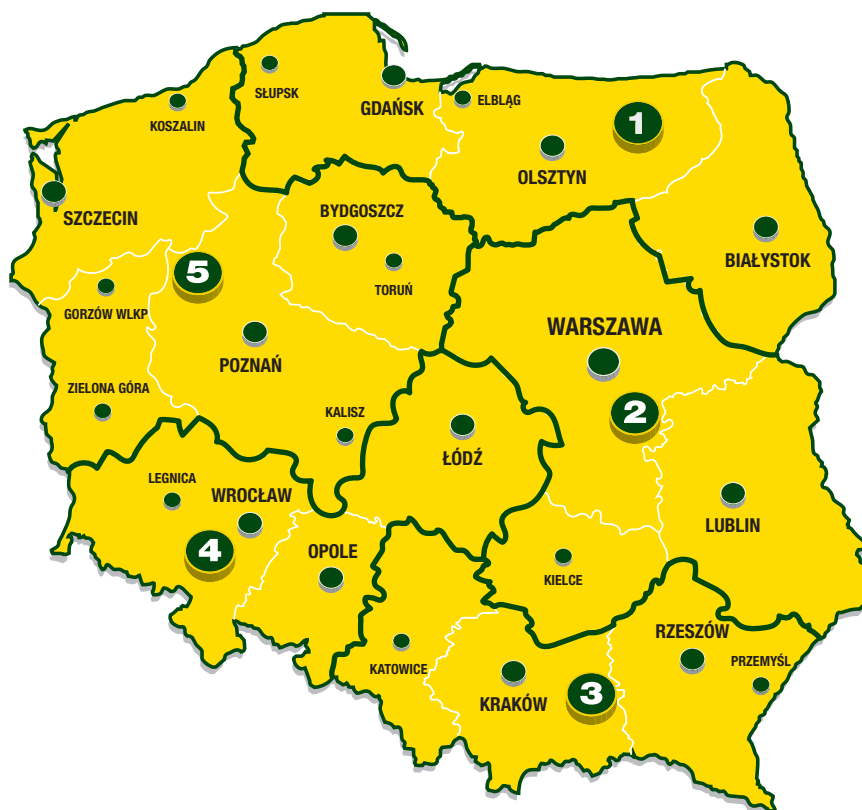 SŁUPSK
GDAŃSK
ELBLĄG
KOSZALIN
1
OLSZTYN
SZCZECIN
BYDGOSZCZ
BIAŁYSTOK
5
TORUŃ
GORZÓW WLKP
WARSZAWA
POZNAŃ
ZIELONA GÓRA
KALISZ
2
ŁÓDŹ
LEGNICA
WROCŁAW
LUBLIN
4
OPOLE
KIELCE
RZESZÓW
PRZEMYŚL
KATOWICE
KRAKÓW
3